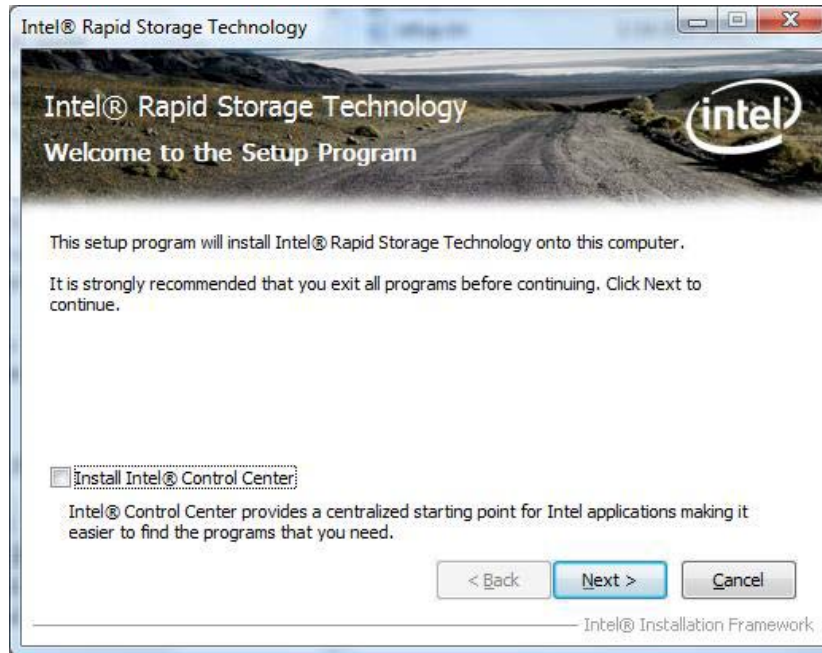 Intel® Rapid Storage Technology
Intel® Rapid Storage Technology
intel
Welcome to the Setup Program
This setup program will install Intel® Rapid Storage Technology onto this computer.
It is strongly recommended that you exit all programs before continuing. Click Next to
continue.
Install Intel® Control Center
Intel® Control Center provides a centralized starting point for Intel applications making it
easier to find the programs that you need.
< Back Next > Cancel
Intel® Installation Framework